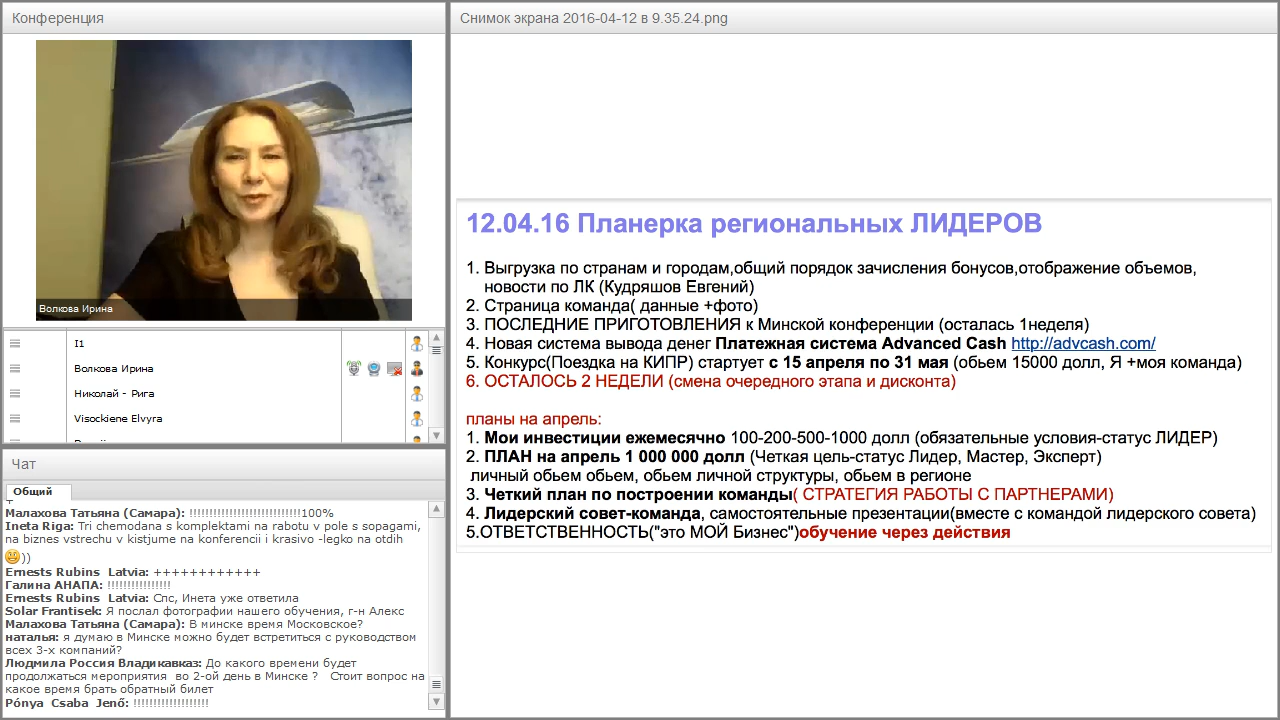 Конференция
Волкова Ирина
I1
Волкова Ирина
Николай - Рига
Visockiene Elvyra
Чат
Общий
+
Малахова Татьяна (Самара): !!!!!!!!!!!!!!!!!!!!!!!!!!!!100%
Ineta Riga: Tri chemodana s komplektami na rabotu v pole s sopagami,
na biznes vstrechu v kistjume na konferencii i krasivo -legko na otdih
))
Ernests Rubins Latvia: ++++++++++++
Галина АНАПА: !!!!!!!!!!!!!!!!
Ernests Rubins Latvia: Спс, Инета уже ответила
Solar Frantisek: Я послал фотографии нашего обучения, г-н Алекс
Малахова Татьяна (Самара): В минске время Московское?
наталья: я думаю в Минске можно будет встретиться с руководством
всех 3-х компаний?
Людмила Россия Владикавказ: До какого времени будет
продолжаться мероприятия во 2-ой день в Минске ? Стоит вопрос на
какое время брать обратный билет
Pónya Csaba Jenő: !!!!!!!!!!!!!!!!!!!
Снимок экрана 2016-04-12 в 9.35.24.png
12.04.16 Планерка региональных ЛИДЕРОВ
1. Выгрузка по странам и городам,общий порядок зачисления бонусов,отображение объемов,
новости по ЛК (Кудряшов Евгений)
2. Страница команда( данные +фото)
3. ПОСЛЕДНИЕ ПРИГОТОВЛЕНИЯ к Минской конференции (осталась 1неделя)
4. Новая система вывода денег Платежная система Advanced Cash http://advcash.com/
5. Конкурс(Поездка на КИПР) стартует с 15 апреля по 31 мая (обьем 15000 долл, Я +моя команда)
6. ОСТАЛОСЬ 2 НЕДЕЛИ (смена очередного этапа и дисконта)
планы на апрель:
1. Мои инвестиции ежемесячно 100-200-500-1000 долл (обязательные условия-статус ЛИДЕР)
2. ПЛАН на апрель 1 000 000 долл (Четкая цель-статус Лидер, Мастер, Эксперт)
личный обьем обьем, обьем личной структуры, обьем в регионе
3. Четкий план по построении команды( СТРАТЕГИЯ РАБОТЫ С ПАРТНЕРАМИ)
4. Лидерский совет-команда, самостоятельные презентации(вместе с командой лидерского совета)
5.ОТВЕТСТВЕННОСТЬ("это МОЙ Бизнес")обучение через действия